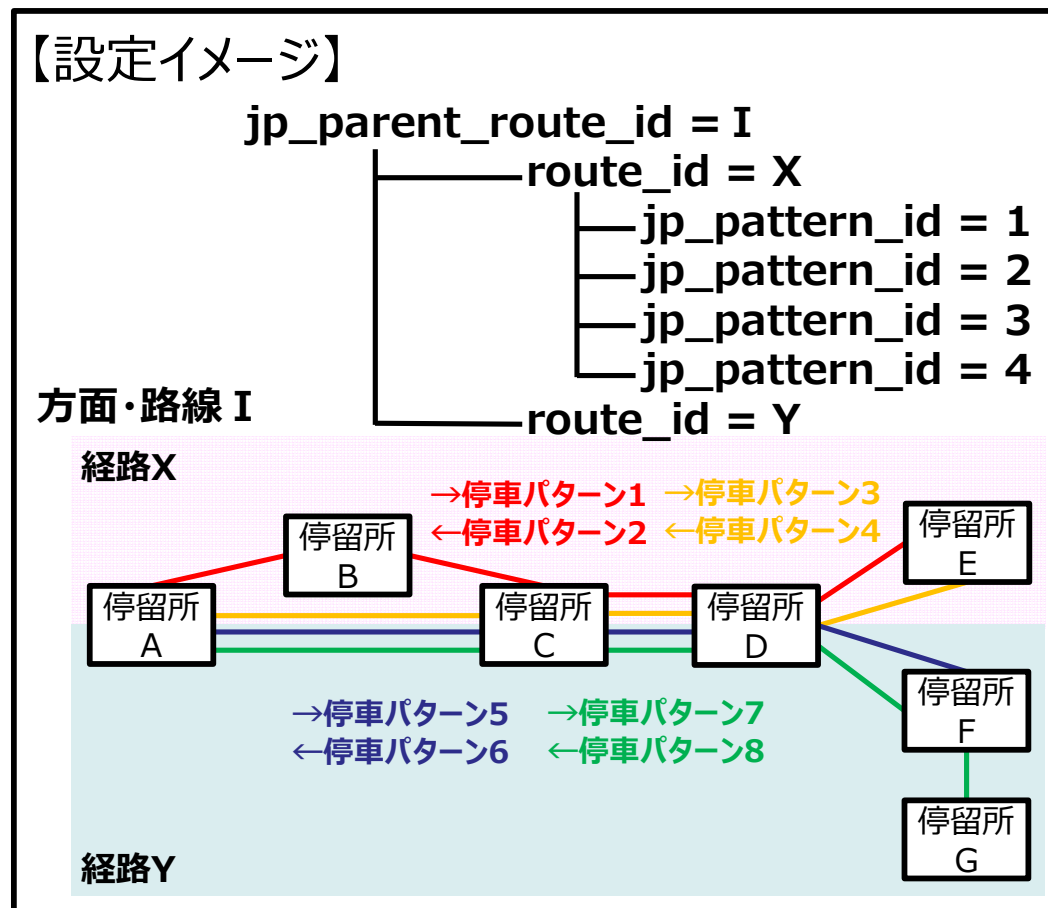 【設定イメージ】
jp_parent_route_id = I
route_id = X
jp_pattern_id = 1
jp_pattern_id = 2
jp_pattern_id = 3
jp_pattern_id = 4
route_id = Y
方面・路線 I
経路X
→停車パターン1 →停車パターン3
←停車パターン2 ←停車パターン4
停留所
B
停留所
E
停留所
A
停留所
C
停留所
D
→停車パターン5 →停車パターン7
←停車パターン6 ←停車パターン8
停留所
F
停留所
G
経路Y